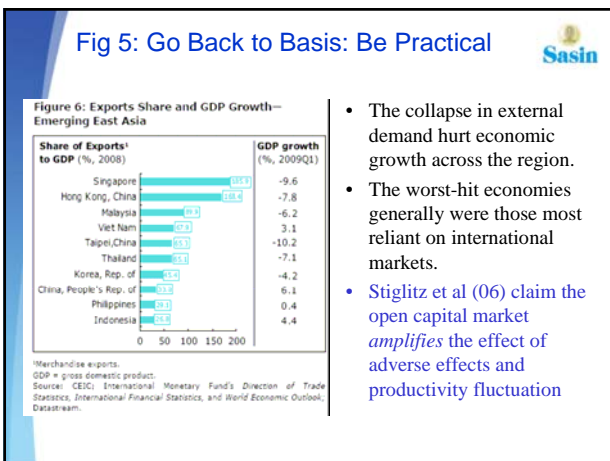 Fig 5: Go Back to Basis: Be Practical
Sasin
Figure 6: Exports Share and GDP Growth—
Emerging East Asia
Share of Exports¹ GDP growth
to GDP (%, 2008) (%, 2009Q1)
Singapore -9.6
Hong Kong, China -7.8
Malaysia -6.2
Viet Nam 3.1
Taipei,China -10.2
Thailand -7.1
Korea, Rep. of -4.2
China, People's Rep. of 6.1
Philippines 0.4
Indonesia 4.4
0 50 100 150 200
¹Merchandise exports.
GDP = gross domestic product.
Source: CEIC; International Monetary Fund's Direction of Trade
Statistics, International Financial Statistics, and World Economic Outlook;
Datastream.
• The collapse in external
demand hurt economic
growth across the region.
• The worst-hit economies
generally were those most
reliant on international
markets.
• Stiglitz et al (06) claim the
open capital market
amplifies the effect of
adverse effects and
productivity fluctuation